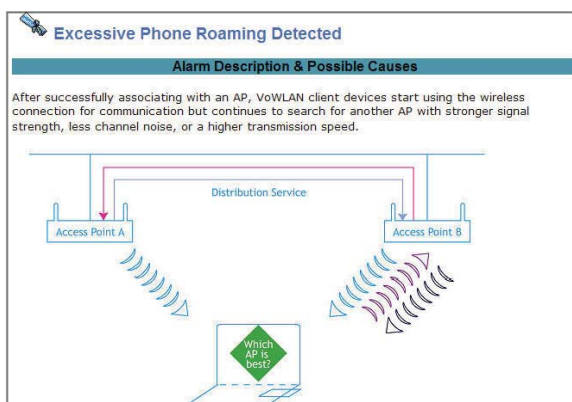 Excessive Phone Roaming Detected
Alarm Description & Possible Causes
After successfully associating with an AP, VoWLAN client devices start using the wireless
connection for communication but continues to search for another AP with stronger signal
strength, less channel noise, or a higher transmission speed.
Distribution Service
Access Point A
Access Point B
Which
AP is
best?